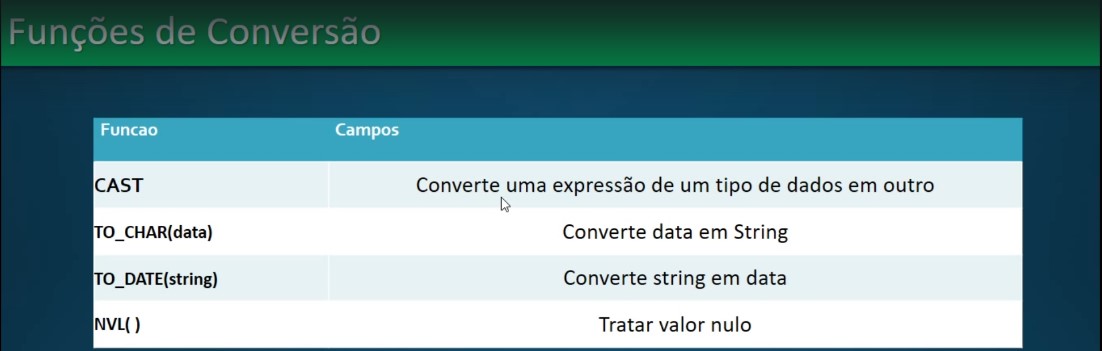 Funções de Conversão
Funcao Campos
CAST Converte uma expressão de um tipo de dados em outro
TO_CHAR(data) Converte data em String
TO_DATE(string) Converte string em data
NVL( ) Tratar valor nulo